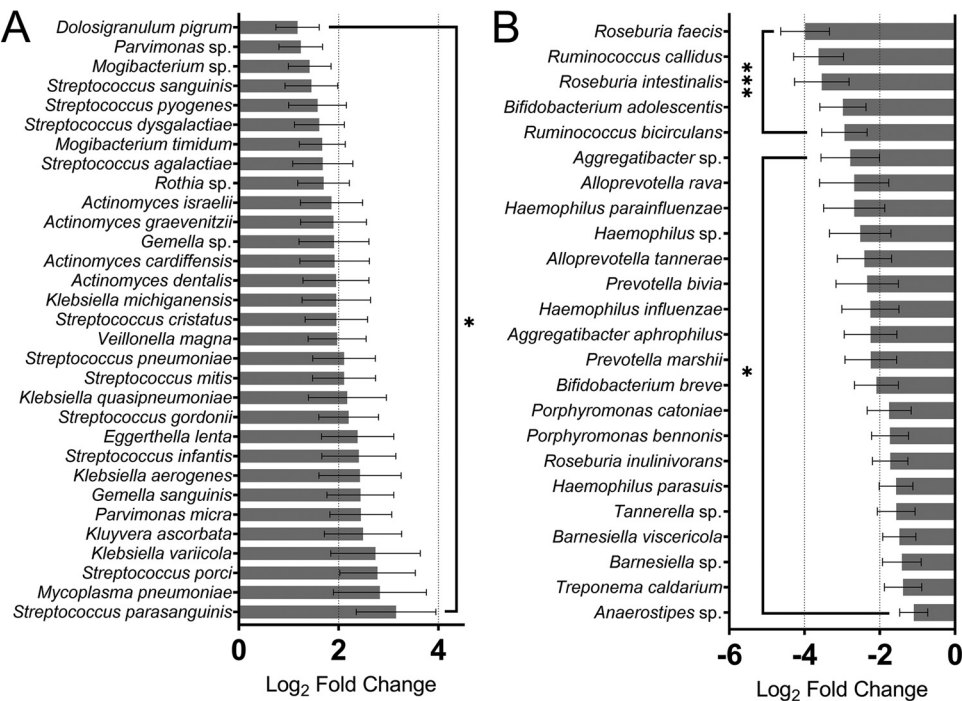 A
Dolosigranulum pigrum
Parvimonas sp.
Mogibacterium sp.
Streptococcus sanguinis
Streptococcus pyogenes
Streptococcus dysgalactiae
Mogibacterium timidum
Streptococcus agalactiae
Rothia sp.
Actinomyces israelii
Actinomyces graevenitzii
Gemella sp.
Actinomyces cardiffensis
Actinomyces dentalis
Klebsiella michiganensis
Streptococcus cristatus
Veillonella magna
Streptococcus pneumoniae
Streptococcus mitis
Klebsiella quasipneumoniae
Streptococcus gordonii
Eggerthella lenta
Streptococcus infantis
Klebsiella aerogenes
Gemella sanguinis
Parvimonas micra
Kluyvera ascorbata
Klebsiella variicola
Streptococcus porci
Mycoplasma pneumoniae
Streptococcus parasanguinis
*
0 2 4
Log2 Fold Change
B
Roseburia faecis
Ruminococcus callidus
Roseburia intestinalis
Bifidobacterium adolescentis
Ruminococcus bicirculans
Aggregatibacter sp.
Alloprevotella rava
Haemophilus parainfluenzae
Haemophilus sp.
Alloprevotella tannerae
Prevotella bivia
Haemophilus influenzae
Aggregatibacter aphrophilus
Prevotella marshii
Bifidobacterium breve
Porphyromonas catoniae
Porphyromonas bennonis
Roseburia inulinivorans
Haemophilus parasuis
Tannerella sp.
Barnesiella viscericola
Barnesiella sp.
Treponema caldarium
Anaerostipes sp.
***
*
-6 -4 -2 0
Log2 Fold Change